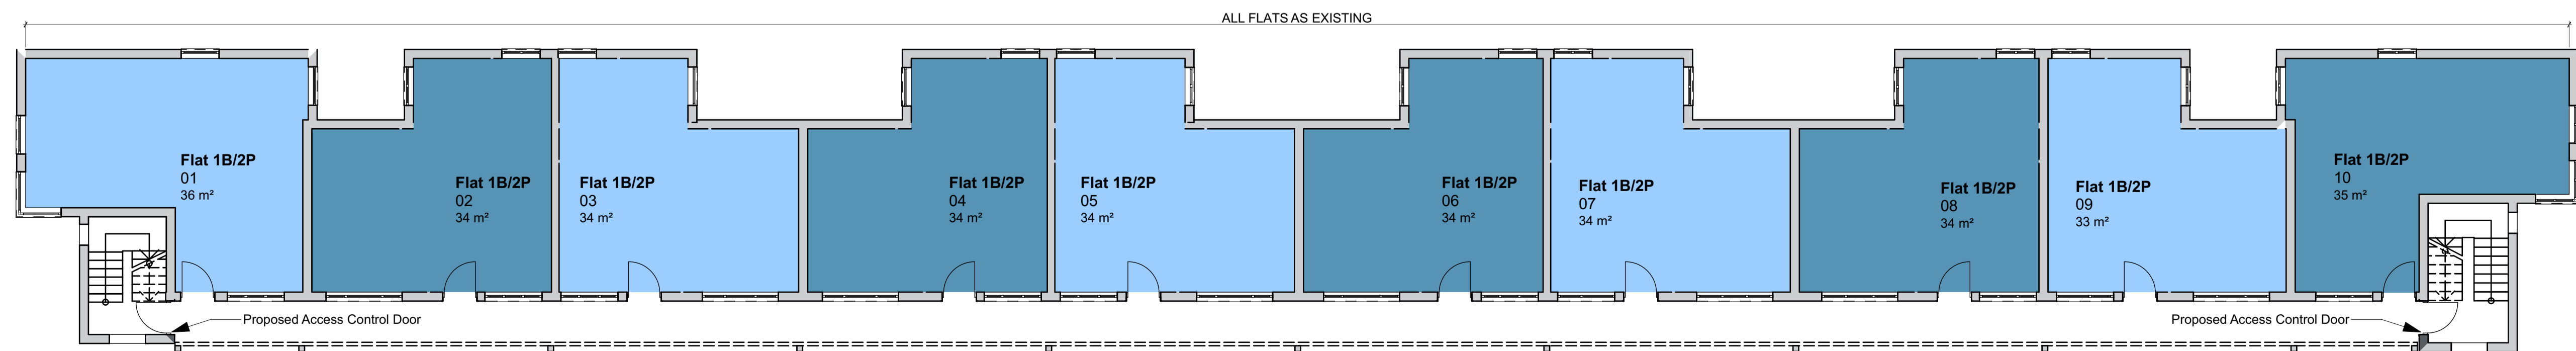 ALL FLATS AS EXISTING
Flat 1B/2P
01
36 m²
Flat 1B/2P
02
34 m²
Flat 1B/2P
03
34 m²
Flat 1B/2P
04
34 m²
Flat 1B/2P
05
34 m²
Flat 1B/2P
06
34 m²
Flat 1B/2P
07
34 m²
Flat 1B/2P
08
34 m²
Flat 1B/2P
09
33 m²
Flat 1B/2P
10
35 m²
Proposed Access Control Door
Proposed Access Control Door